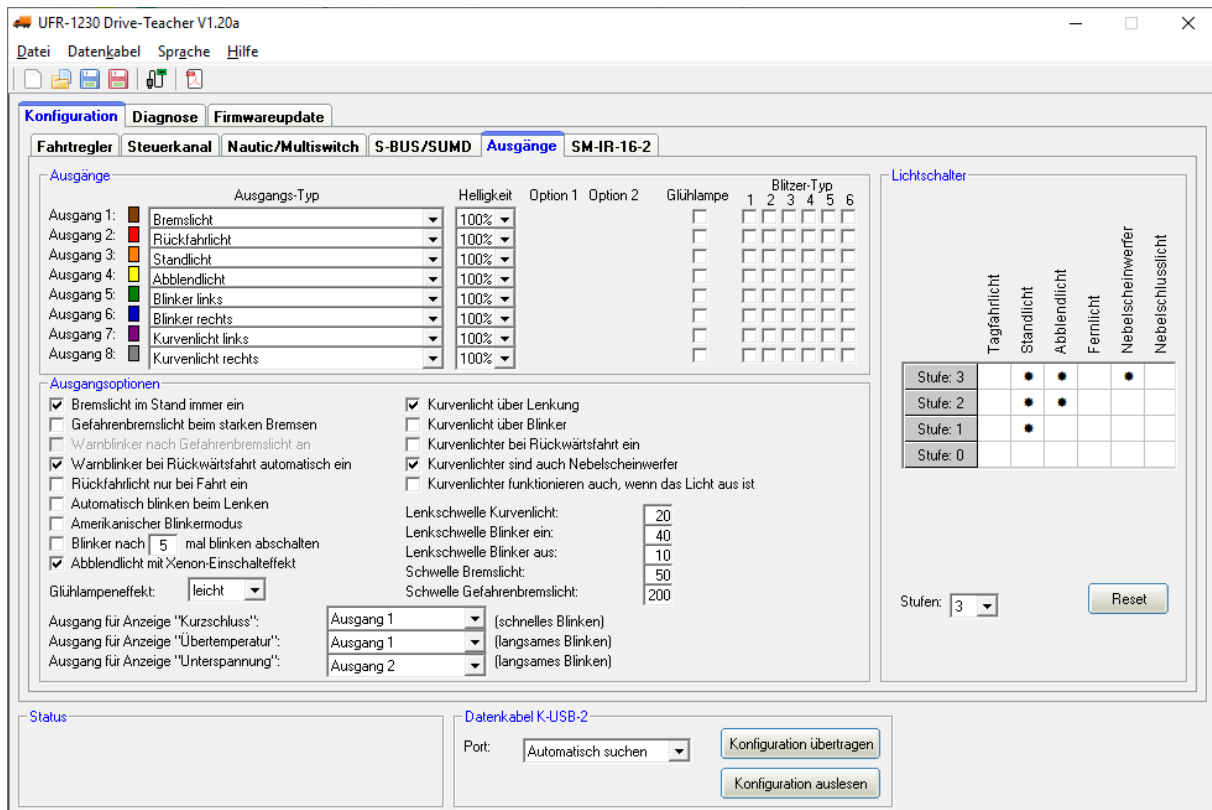 UFR-1230 Drive-Teacher V1.20a
Datei Datenkabel Sprache Hilfe
Konfiguration Diagnose Firmwareupdate
Fahrtregler Steuerkanal Nautic/Multiswitch S-BUS/SUMD Ausgänge SM-IR-16-2
Ausgänge
Ausgangs-Typ Helligkeit Option 1 Option 2 Glühlampe Blitzer-Typ
1 2 3 4 5 6
Ausgang 1: Bremslicht 100%
Ausgang 2: Rückfahrlicht 100%
Ausgang 3: Standlicht 100%
Ausgang 4: Abblendlicht 100%
Ausgang 5: Blinker links 100%
Ausgang 6: Blinker rechts 100%
Ausgang 7: Kurvenlicht links 100%
Ausgang 8: Kurvenlicht rechts 100%
Ausgangsoptionen
Bremslicht im Stand immer ein
Gefahrenbremslicht beim starken Bremsen
Warnblinker nach Gefahrenbremslicht an
Warnblinker bei Rückwärtsfahrt automatisch ein
Rückfahrlicht nur bei Fahrt ein
Automatisch blinken beim Lenken
Amerikanischer Blinkermodus
Blinker nach 5 mal blinken abschalten
Abblendlicht mit Xenon-Einschalteffekt
Glühlampeneffekt: leicht
Kurvenlicht über Lenkung
Kurvenlicht über Blinker
Kurvenlichter bei Rückwärtsfahrt ein
Kurvenlichter sind auch Nebelscheinwerfer
Kurvenlichter funktionieren auch, wenn das Licht aus ist
Lenkschwelle Kurvenlicht: 20
Lenkschwelle Blinker ein: 40
Lenkschwelle Blinker aus: 10
Schwelle Bremslicht: 50
Schwelle Gefahrenbremslicht: 200
Ausgang für Anzeige "Kurzschluss": Ausgang 1 (schnelles Blinken)
Ausgang für Anzeige "Übertemperatur": Ausgang 1 (langsames Blinken)
Ausgang für Anzeige "Unterspannung": Ausgang 2 (langsames Blinken)
Lichtschalter
Tagfahrlicht
Standlicht
Abblendlicht
Fernlicht
Nebelscheinwerfer
Nebelschlusslicht
Stufe: 3
Stufe: 2
Stufe: 1
Stufe: 0
Stufen: 3 Reset
Status
Datenkabel K-USB-2
Port: Automatisch suchen
Konfiguration übertragen
Konfiguration auslesen